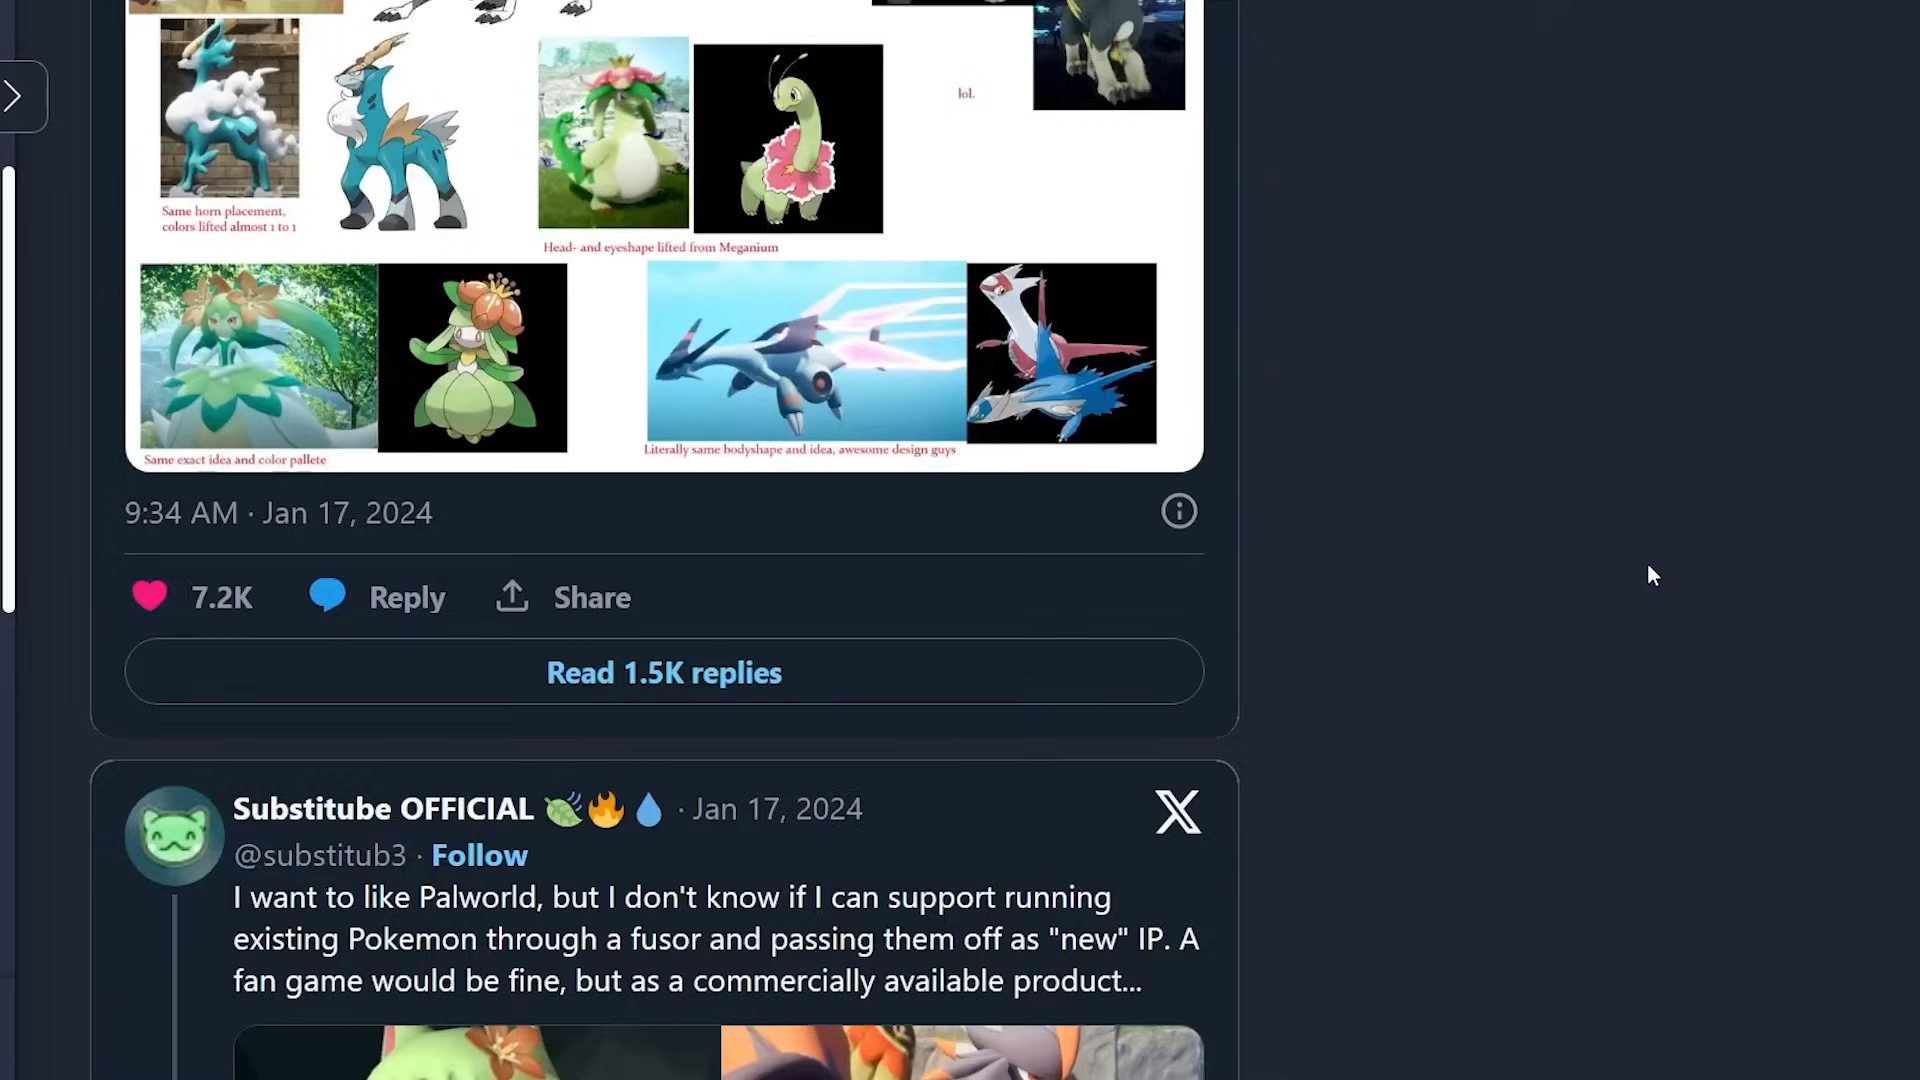 lol.
Same horn placement,
colors lifted almost 1 to 1
Head- and eyeshape lifted from Meganium
Same exact idea and color pallete
Literally same bodyshape and idea, awesome design guys
9:34 AM · Jan 17, 2024
7.2K Reply Share
Read 1.5K replies
Substitube OFFICIAL 🍃🔥💧 · Jan 17, 2024
@substitub3 · Follow
I want to like Palworld, but I don't know if I can support running
existing Pokemon through a fusor and passing them off as "new" IP. A
fan game would be fine, but as a commercially available product...